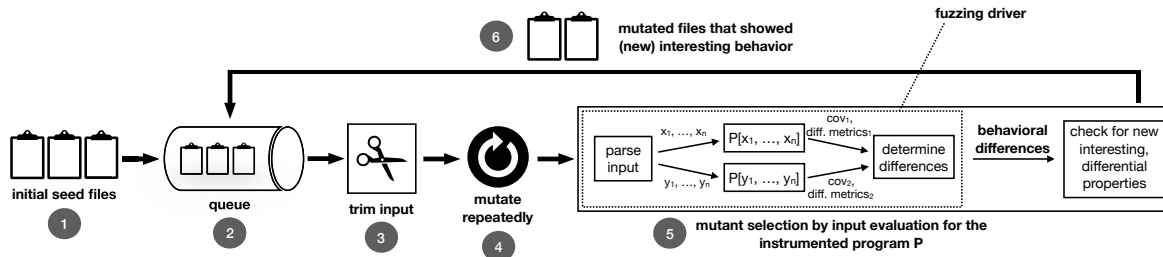 fuzzing driver
6
mutated files that showed
(new) interesting behavior
initial seed files
1
queue
2
trim input
3
mutate
repeatedly
4
parse
input
x₁, …, xₙ
y₁, …, yₙ
P[x₁, …, xₙ]
P[y₁, …, yₙ]
cov₁,
diff. metrics₁
cov₂,
diff. metrics₂
determine
differences
behavioral
differences
check for new
interesting,
differential
properties
5
mutant selection by input evaluation for the
instrumented program P